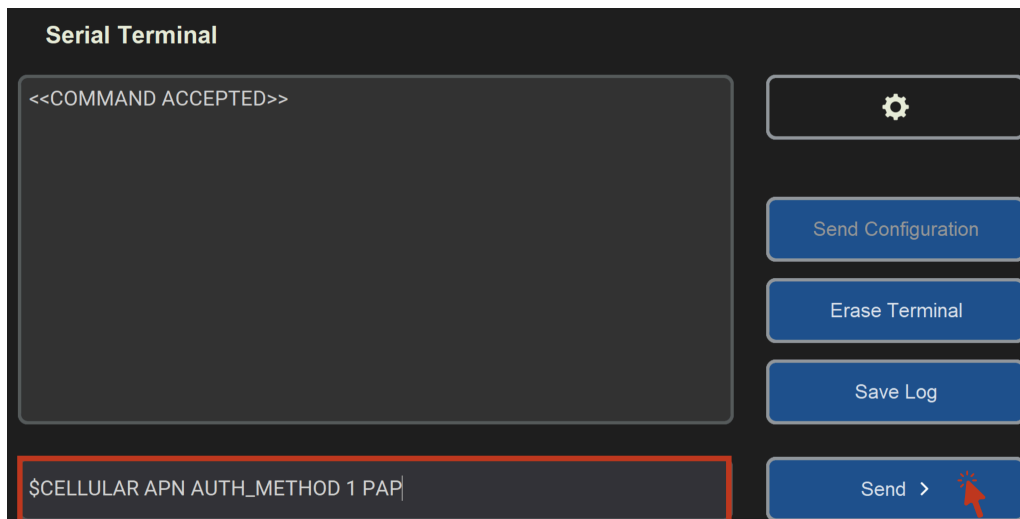 Serial Terminal
<<COMMAND ACCEPTED>>
Send Configuration
Erase Terminal
Save Log
$CELLULAR APN AUTH_METHOD 1 PAP
Send >